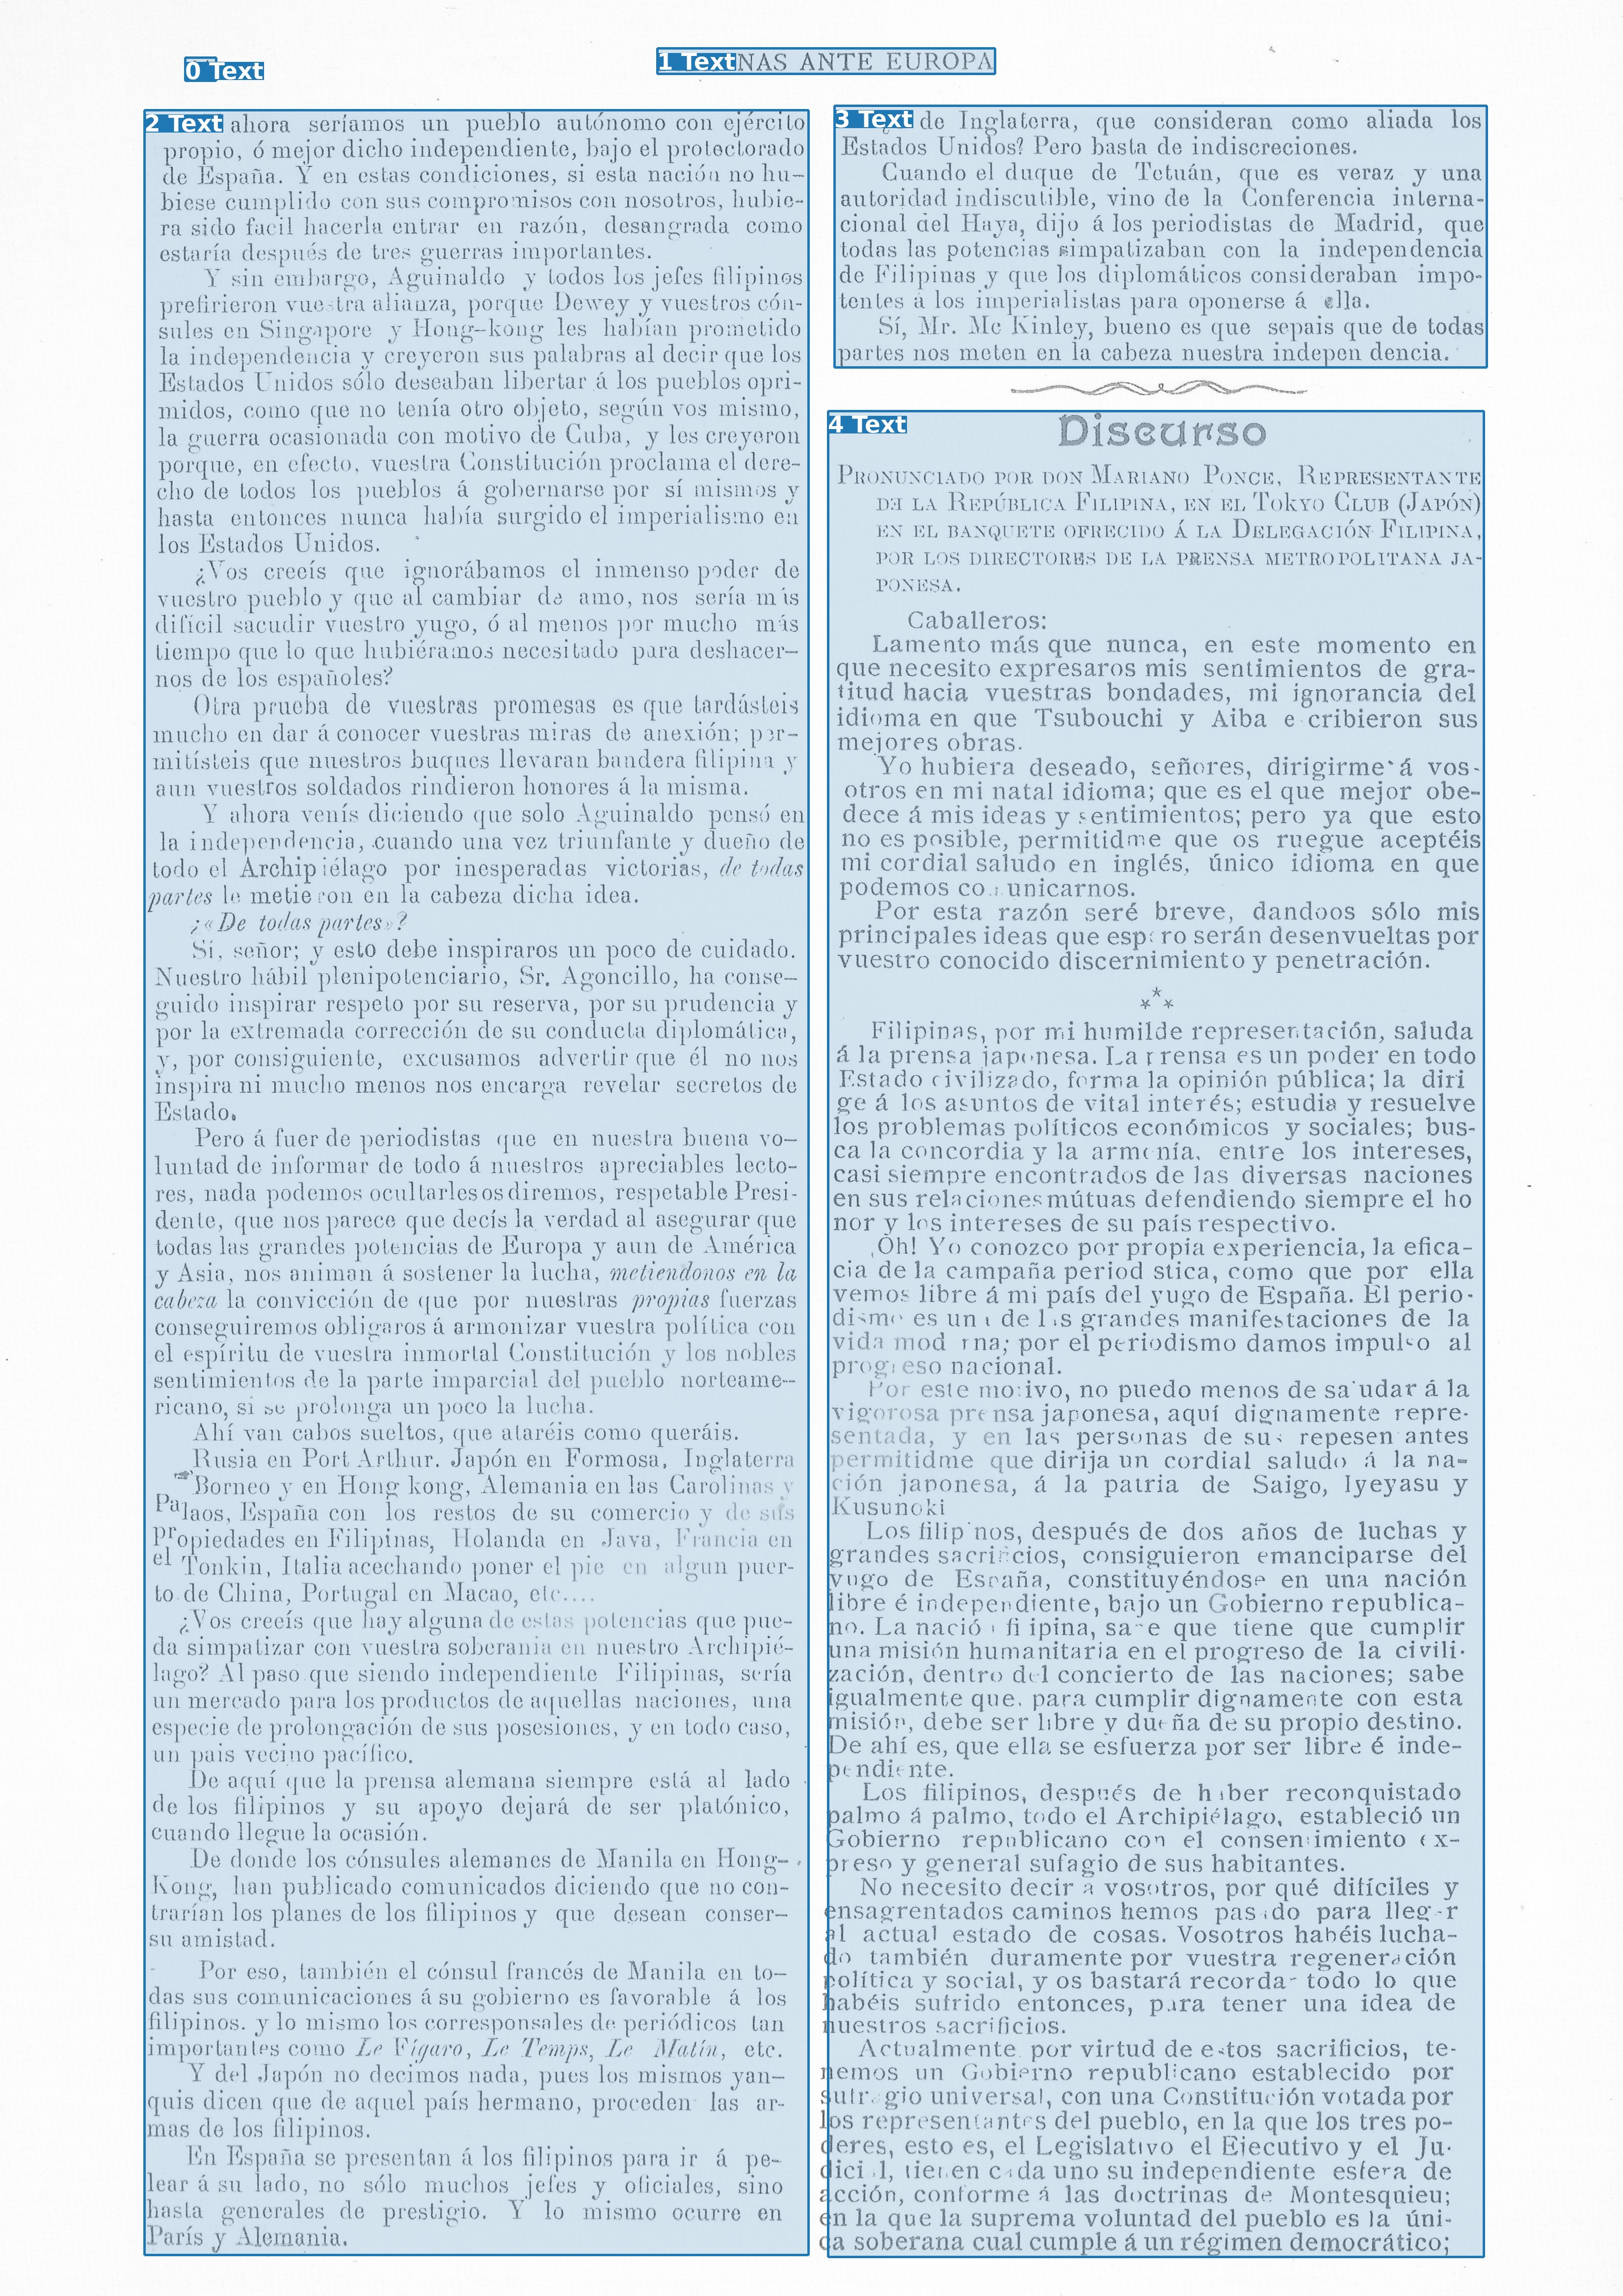 NAS ANTE EUROPA
ahora seríamos un pueblo autónomo con ejército
propio, ó mejor dicho independiente, bajo el protectorado
de España. Y en estas condiciones, si esta nación no hu-
biese cumplido con sus compromisos con nosotros, hubie-
ra sido facil hacerla entrar en razón, desangrada como
estaría después de tres guerras importantes.
Y sin embargo, Aguinaldo y todos los jefes filipinos
prefirieron vuestra alianza, porque Dewey y vuestros cón-
sules en Singapore y Hong-kong les habían prometido
la independencia y creyeron sus palabras al decir que los
Estados Unidos sólo deseaban libertar á los pueblos opri-
midos, como que no tenía otro objeto, según vos mismo,
la guerra ocasionada con motivo de Cuba, y les creyeron
porque, en efecto, vuestra Constitución proclama el dere-
cho de todos los pueblos á gobernarse por sí mismos y
hasta entonces nunca había surgido el imperialismo en
los Estados Unidos.
¿Vos creeís que ignorábamos el inmenso poder de
vuestro pueblo y que al cambiar de amo, nos sería más
difícil sacudir vuestro yugo, ó al menos por mucho más
tiempo que lo que hubiéramos necesitado para deshacer-
nos de los españoles?
Otra prueba de vuestras promesas es que tardásteis
mucho en dar á conocer vuestras miras de anexión; per-
mitísteis que nuestros buques llevaran bandera filipina y
aun vuestros soldados rindieron honores á la misma.
Y ahora venís diciendo que solo Aguinaldo pensó en
la independencia, cuando una vez triunfante y dueño de
todo el Archipiélago por inesperadas victorias, de todas
partes le metieron en la cabeza dicha idea.
¿«De todas partes»?
Sí, señor; y esto debe inspiraros un poco de cuidado.
Nuestro hábil plenipotenciario, Sr. Agoncillo, ha conse-
guido inspirar respeto por su reserva, por su prudencia y
por la extremada corrección de su conducta diplomática,
y, por consiguiente, excusamos advertir que él no nos
inspira ni mucho menos nos encarga revelar secretos de
Estado.
Pero á fuer de periodistas que en nuestra buena vo-
luntad de informar de todo á nuestros apreciables lecto-
res, nada podemos ocultarles os diremos, respetable Presi-
dente, que nos parece que decís la verdad al asegurar que
todas las grandes potencias de Europa y aun de América
y Asia, nos animan á sostener la lucha, metiendonos en la
cabeza la convicción de que por nuestras propias fuerzas
conseguiremos obligaros á armonizar vuestra política con
el espíritu de vuestra inmortal Constitución y los nobles
sentimientos de la parte imparcial del pueblo norteame-
ricano, si se prolonga un poco la lucha.
Ahí van cabos sueltos, que ataréis como queráis.
Rusia en Port Arthur. Japón en Formosa, Inglaterra
Borneo y en Hong kong, Alemania en las Carolinas y
Palaos, España con los restos de su comercio y de sus
Propiedades en Filipinas, Holanda en Java, Francia en
el Tonkin, Italia acechando poner el pie en algun puer-
to de China, Portugal en Macao, etc....
¿Vos creeís que hay alguna de estas potencias que pue-
da simpatizar con vuestra soberania en nuestro Archipié-
lago? Al paso que siendo independiente Filipinas, sería
un mercado para los productos de aquellas naciones, una
especie de prolongación de sus posesiones, y en todo caso,
un pais vecino pacífico.
De aquí que la prensa alemana siempre está al lado
de los filipinos y su apoyo dejará de ser platónico,
cuando llegue la ocasión.
De donde los cónsules alemanes de Manila en Hong-
Kong, han publicado comunicados diciendo que no con-
trarían los planes de los filipinos y que desean conser-
su amistad.
Por eso, también el cónsul francés de Manila en to-
das sus comunicaciones á su gobierno es favorable á los
filipinos. y lo mismo los corresponsales de periódicos tan
importantes como Le Fígaro, Le Temps, Le Matín, etc.
Y del Japón no decimos nada, pues los mismos yan-
quis dicen que de aquel país hermano, proceden las ar-
mas de los filipinos.
En España se presentan á los filipinos para ir á pe-
lear á su lado, no sólo muchos jefes y oficiales, sino
hasta generales de prestigio. Y lo mismo ocurre en
París y Alemania.
de Inglaterra, que consideran como aliada los
Estados Unidos? Pero basta de indiscreciones.
Cuando el duque de Tetuán, que es veraz y una
autoridad indiscutible, vino de la Conferencia interna-
cional del Haya, dijo á los periodistas de Madrid, que
todas las potencias simpatizaban con la independencia
de Filipinas y que los diplomáticos consideraban impo-
tentes á los imperialistas para oponerse á ella.
Sí, Mr. Mc Kinley, bueno es que sepais que de todas
partes nos meten en la cabeza nuestra indepen dencia.
Discurso
PRONUNCIADO POR DON MARIANO PONCE, REPRESENTANTE
DE LA REPÚBLICA FILIPINA, EN EL TOKYO CLUB (JAPÓN)
EN EL BANQUETE OFRECIDO Á LA DELEGACIÓN FILIPINA,
POR LOS DIRECTORES DE LA PRENSA METROPOLITANA JA-
PONESA.
Caballeros:
Lamento más que nunca, en este momento en
que necesito expresaros mis sentimientos de gra-
titud hacia vuestras bondades, mi ignorancia del
idioma en que Tsubouchi y Aiba e cribieron sus
mejores obras.
Yo hubiera deseado, señores, dirigirme á vos-
otros en mi natal idioma; que es el que mejor obe-
dece á mis ideas y sentimientos; pero ya que esto
no es posible, permitidme que os ruegue aceptéis
mi cordial saludo en inglés, único idioma en que
podemos co unicarnos.
Por esta razón seré breve, dandoos sólo mis
principales ideas que espero serán desenvueltas por
vuestro conocido discernimiento y penetración.
***
Filipinas, por mi humilde representación, saluda
á la prensa japonesa. La prensa es un poder en todo
Estado civilizado, forma la opinión pública; la diri
ge á los asuntos de vital interés; estudia y resuelve
los problemas políticos económicos y sociales; bus-
ca la concordia y la armonía, entre los intereses,
casi siempre encontrados de las diversas naciones
en sus relaciones mútuas defendiendo siempre el ho
nor y los intereses de su país respectivo.
¡Oh! Yo conozco por propia experiencia, la efica-
cia de la campaña period stica, como que por ella
vemos libre á mi país del yugo de España. El perio-
dismo es una de las grandes manifestaciones de la
vida mod rna; por el periodismo damos impulso al
progreso nacional.
Por este motivo, no puedo menos de saludar á la
vigorosa prensa japonesa, aquí dignamente repre-
sentada, y en las personas de sus repesen antes
permitidme que dirija un cordial saludo á la na-
ción japonesa, á la patria de Saigo, Iyeyasu y
Kusunoki
Los filipinos, después de dos años de luchas y
grandes sacrificios, consiguieron emanciparse del
yugo de España, constituyéndose en una nación
libre é independiente, bajo un Gobierno republica-
no. La nación filipina, sabe que tiene que cumplir
una misión humanitaria en el progreso de la civili-
zación, dentro del concierto de las naciones; sabe
igualmente que, para cumplir dignamente con esta
misión, debe ser libre y dueña de su propio destino.
De ahí es, que ella se esfuerza por ser libre é inde-
pendiente.
Los filipinos, después de haber reconquistado
palmo á palmo, todo el Archipiélago, estableció un
Gobierno republicano con el consentimiento ex-
preso y general sufagio de sus habitantes.
No necesito decir a vosotros, por qué difíciles y
ensagrentados caminos hemos pasado para llegar
al actual estado de cosas. Vosotros habéis lucha-
do también duramente por vuestra regeneración
política y social, y os bastará recordar todo lo que
habéis sufrido entonces, para tener una idea de
nuestros sacrificios.
Actualmente por virtud de estos sacrificios, te-
nemos un Gobierno republicano establecido por
sufragio universal, con una Constitución votada por
los representantes del pueblo, en la que los tres po-
deres, esto es, el Legislativo el Ejecutivo y el Ju-
dicial, tienen cada uno su independiente esfera de
acción, conforme á las doctrinas de Montesquieu;
en la que la suprema voluntad del pueblo es la úni-
ca soberana cual cumple á un régimen democrático;